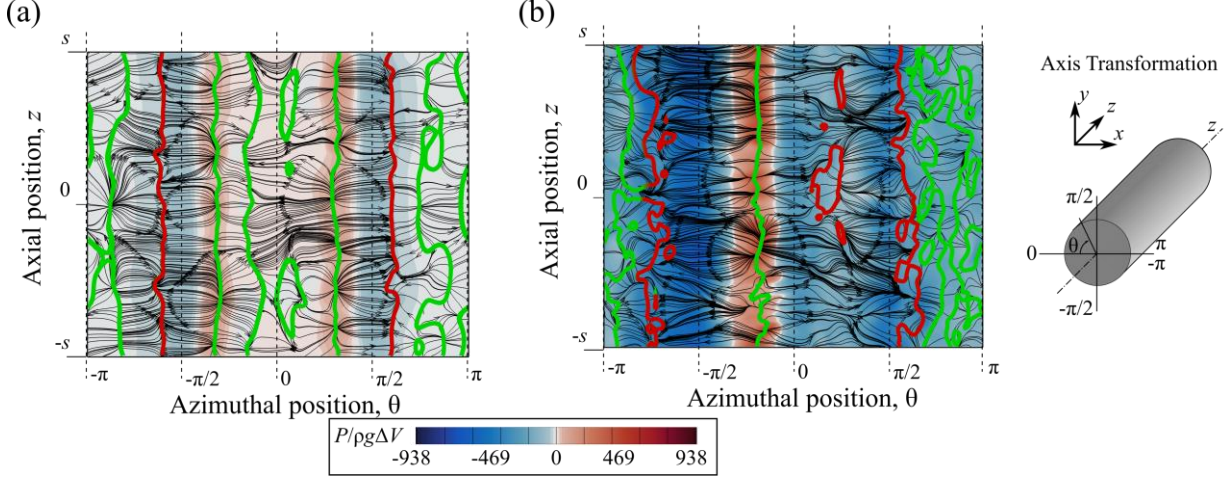 (a)
s
0
-s
Axial position, z
-π
-π/2
0
π/2
π
Azimuthal position, θ
(b)
s
0
-s
Axial position, z
-π
-π/2
0
π/2
π
Azimuthal position, θ
P/ρgΔV
-938
-469
0
469
938
Axis Transformation
y
z
x
z
π/2
θ
0
π
-π
-π/2